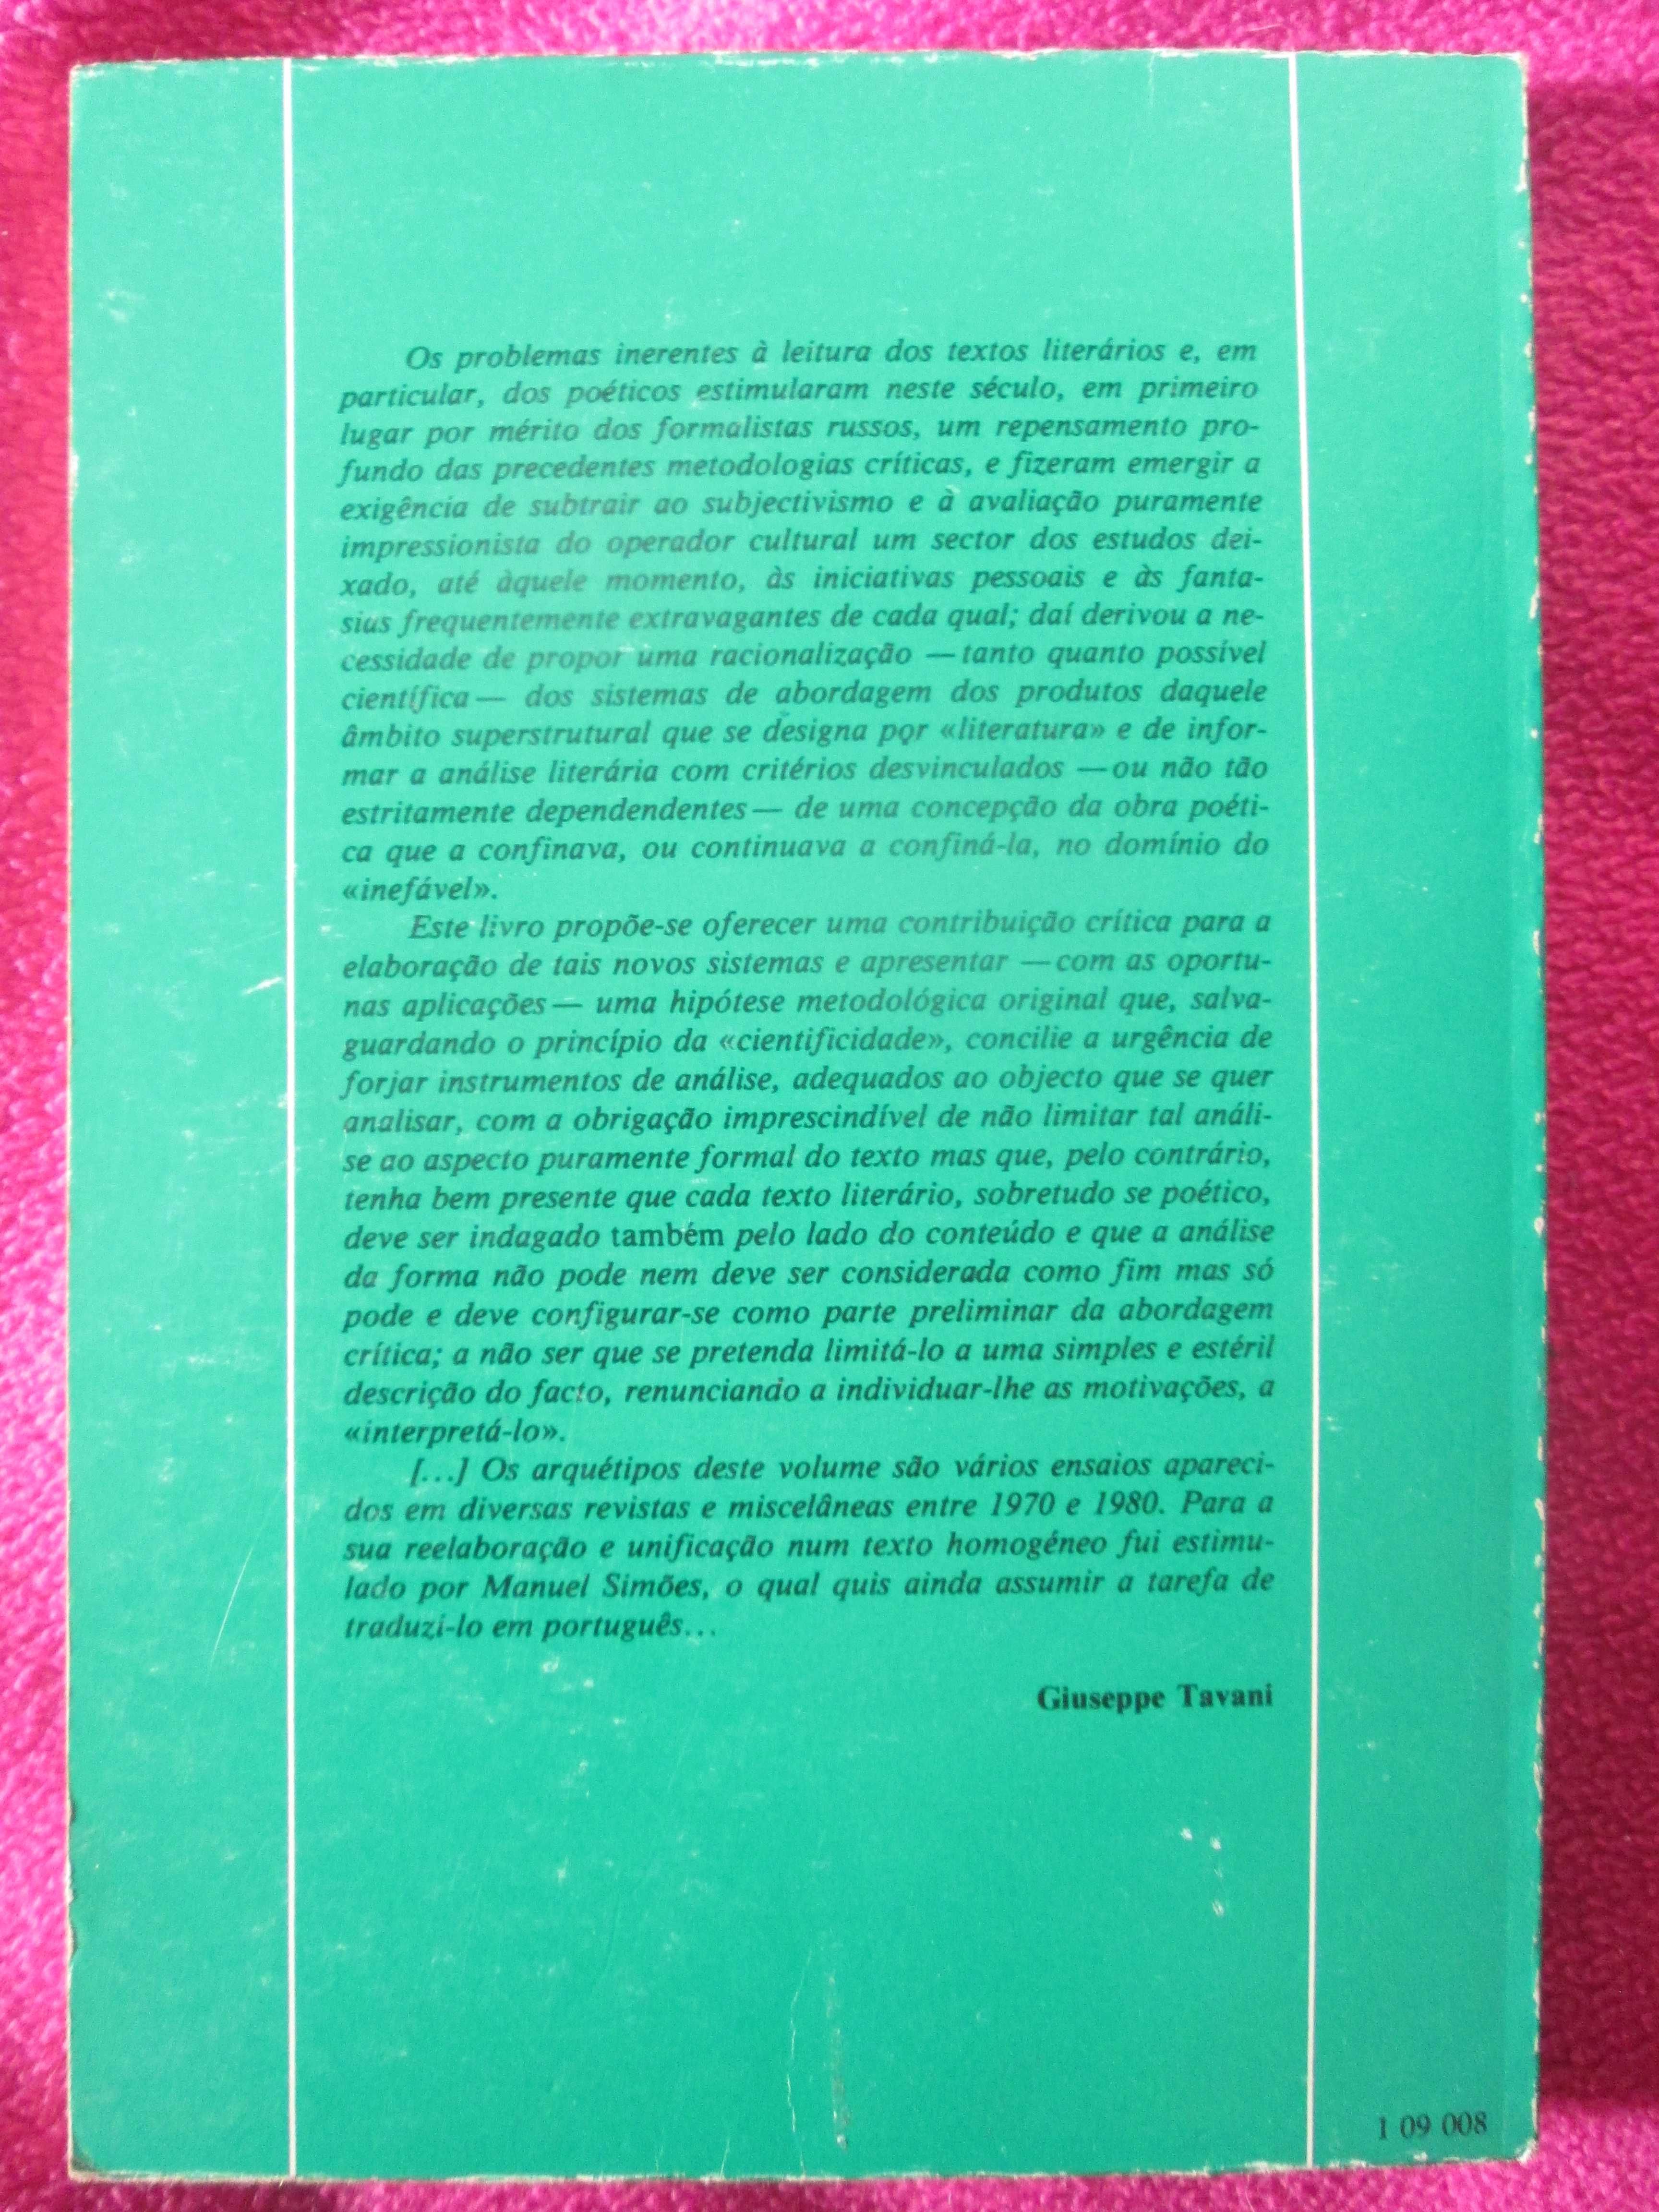 Os problemas inerentes à leitura dos textos literários e, em
particular, dos poéticos estimularam neste século, em primeiro
lugar por mérito dos formalistas russos, um repensamento pro-
fundo das precedentes metodologias críticas, e fizeram emergir a
exigência de subtrair ao subjectivismo e à avaliação puramente
impressionista do operador cultural um sector dos estudos dei-
xado, até àquele momento, às iniciativas pessoais e às fanta-
sias frequentemente extravagantes de cada qual; daí derivou a ne-
cessidade de propor uma racionalização —tanto quanto possível
científica— dos sistemas de abordagem dos produtos daquele
âmbito superstrutural que se designa por «literatura» e de infor-
mar a análise literária com critérios desvinculados —ou não tão
estritamente dependendentes— de uma concepção da obra poéti-
ca que a confinava, ou continuava a confiná-la, no domínio do
«inefável».
Este livro propõe-se oferecer uma contribuição crítica para a
elaboração de tais novos sistemas e apresentar —com as oportu-
nas aplicações— uma hipótese metodológica original que, salva-
guardando o princípio da «cientificidade», concilie a urgência de
forjar instrumentos de análise, adequados ao objecto que se quer
analisar, com a obrigação imprescindível de não limitar tal análi-
se ao aspecto puramente formal do texto mas que, pelo contrário,
tenha bem presente que cada texto literário, sobretudo se poético,
deve ser indagado também pelo lado do conteúdo e que a análise
da forma não pode nem deve ser considerada como fim mas só
pode e deve configurar-se como parte preliminar da abordagem
crítica; a não ser que se pretenda limitá-lo a uma simples e estéril
descrição do facto, renunciando a individuar-lhe as motivações, a
«interpretá-lo».
[...] Os arquétipos deste volume são vários ensaios apareci-
dos em diversas revistas e miscelâneas entre 1970 e 1980. Para a
sua reelaboração e unificação num texto homogéneo fui estimu-
lado por Manuel Simões, o qual quis ainda assumir a tarefa de
traduzi-lo em português...
Giuseppe Tavani
1 09 008